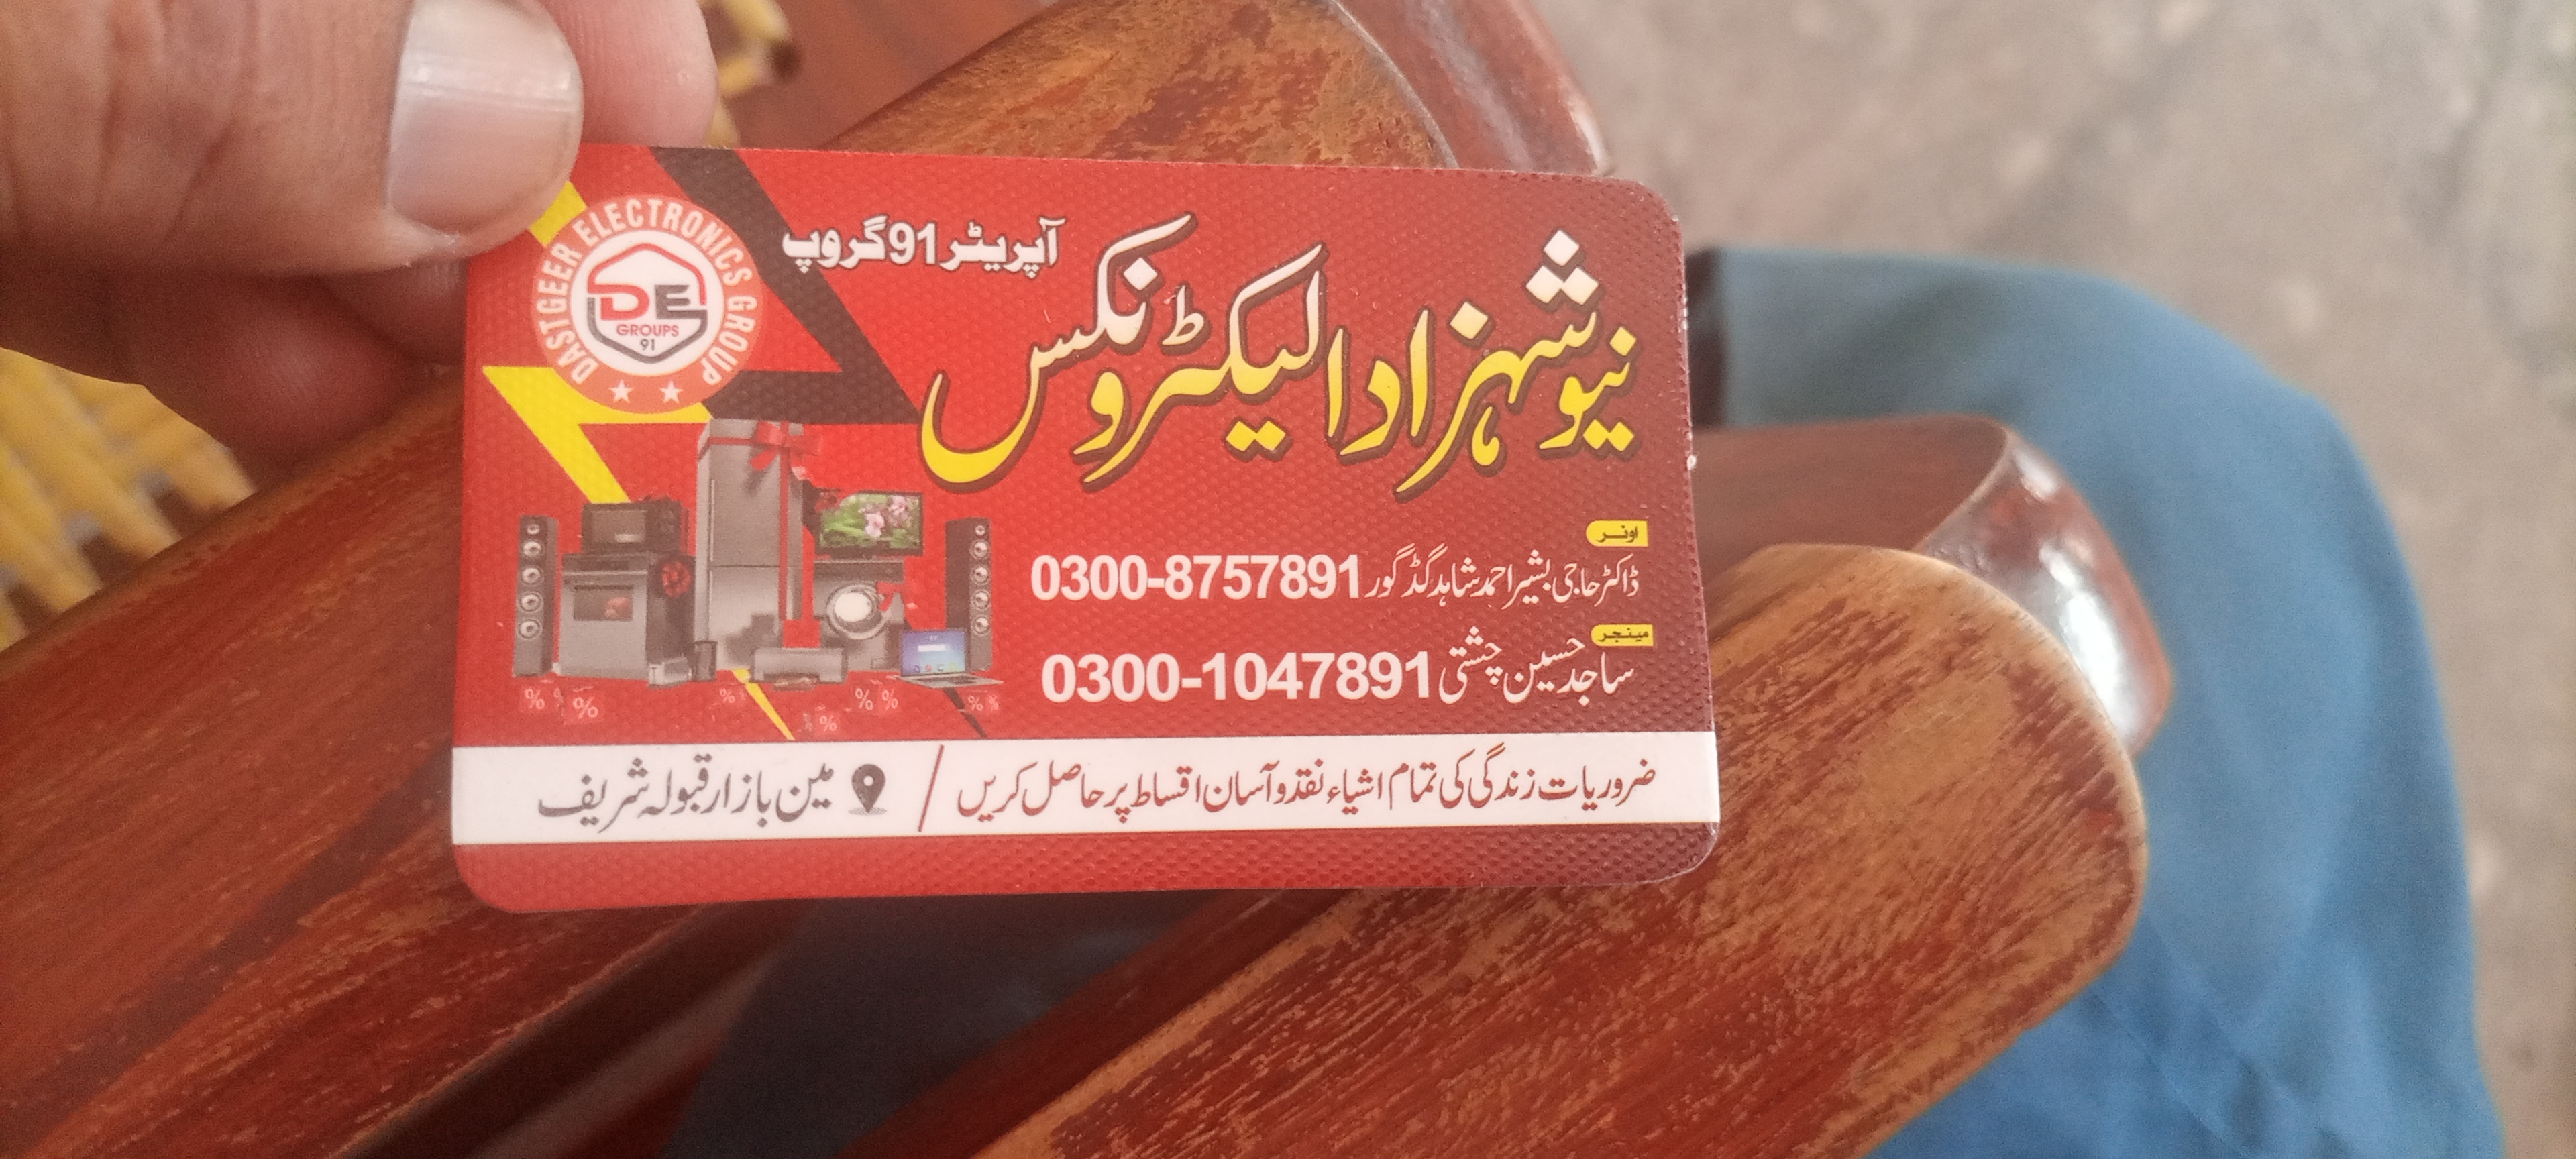 DASTGEER ELECTRONICS GROUP
DE
GROUPS
91
آپریٹر 91 گروپ
نیو شہزاد الیکٹرونکس
اونر
ڈاکٹر حاجی بشیر احمد شاہد گڈ گور 0300-8757891
مینجر
ساجد حسین چشتی 0300-1047891
ضروریات زندگی کی تمام اشیاء نقد و آسان اقساط پر حاصل کریں / مین بازار قبولہ شریف